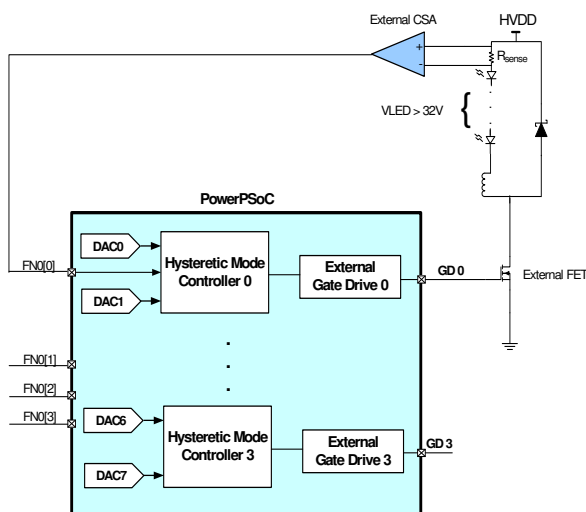 External CSA
HVDD
+
-
Rsense
VLED > 32V
{
PowerPSoC
DAC0
FN0[0]
Hysteretic Mode
Controller 0
External
Gate Drive 0
GD 0
External FET
DAC1
FN0[1]
FN0[2]
FN0[3]
DAC6
Hysteretic Mode
Controller 3
External
Gate Drive 3
GD 3
DAC7